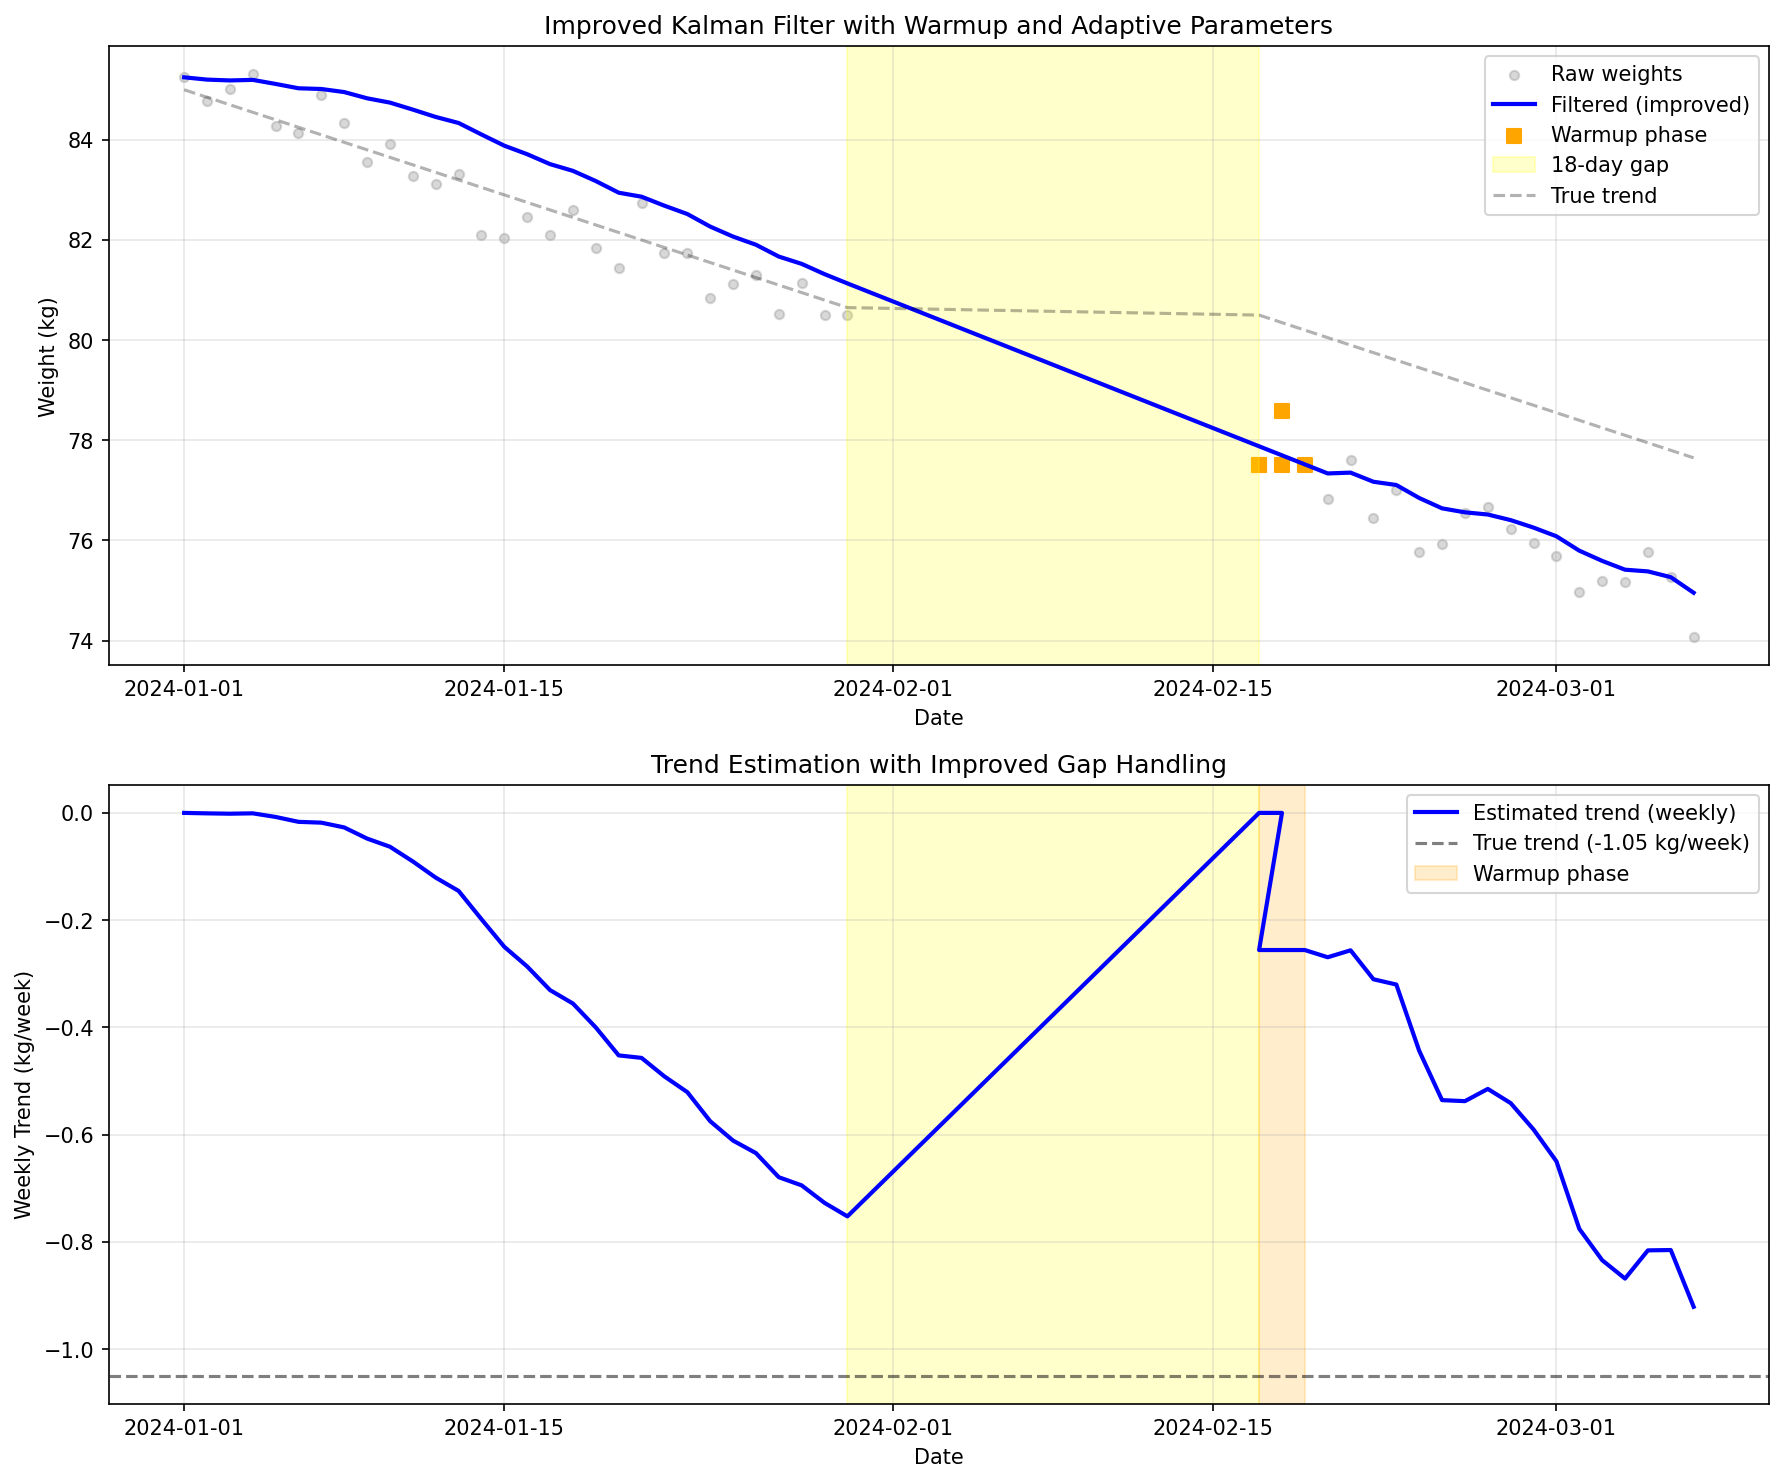 Improved Kalman Filter with Warmup and Adaptive Parameters
Raw weights
Filtered (improved)
Warmup phase
18-day gap
True trend
Weight (kg)
84
82
80
78
76
74
2024-01-01
2024-01-15
2024-02-01
2024-02-15
2024-03-01
Date
Trend Estimation with Improved Gap Handling
Estimated trend (weekly)
True trend (-1.05 kg/week)
Warmup phase
Weekly Trend (kg/week)
0.0
−0.2
−0.4
−0.6
−0.8
−1.0
2024-01-01
2024-01-15
2024-02-01
2024-02-15
2024-03-01
Date